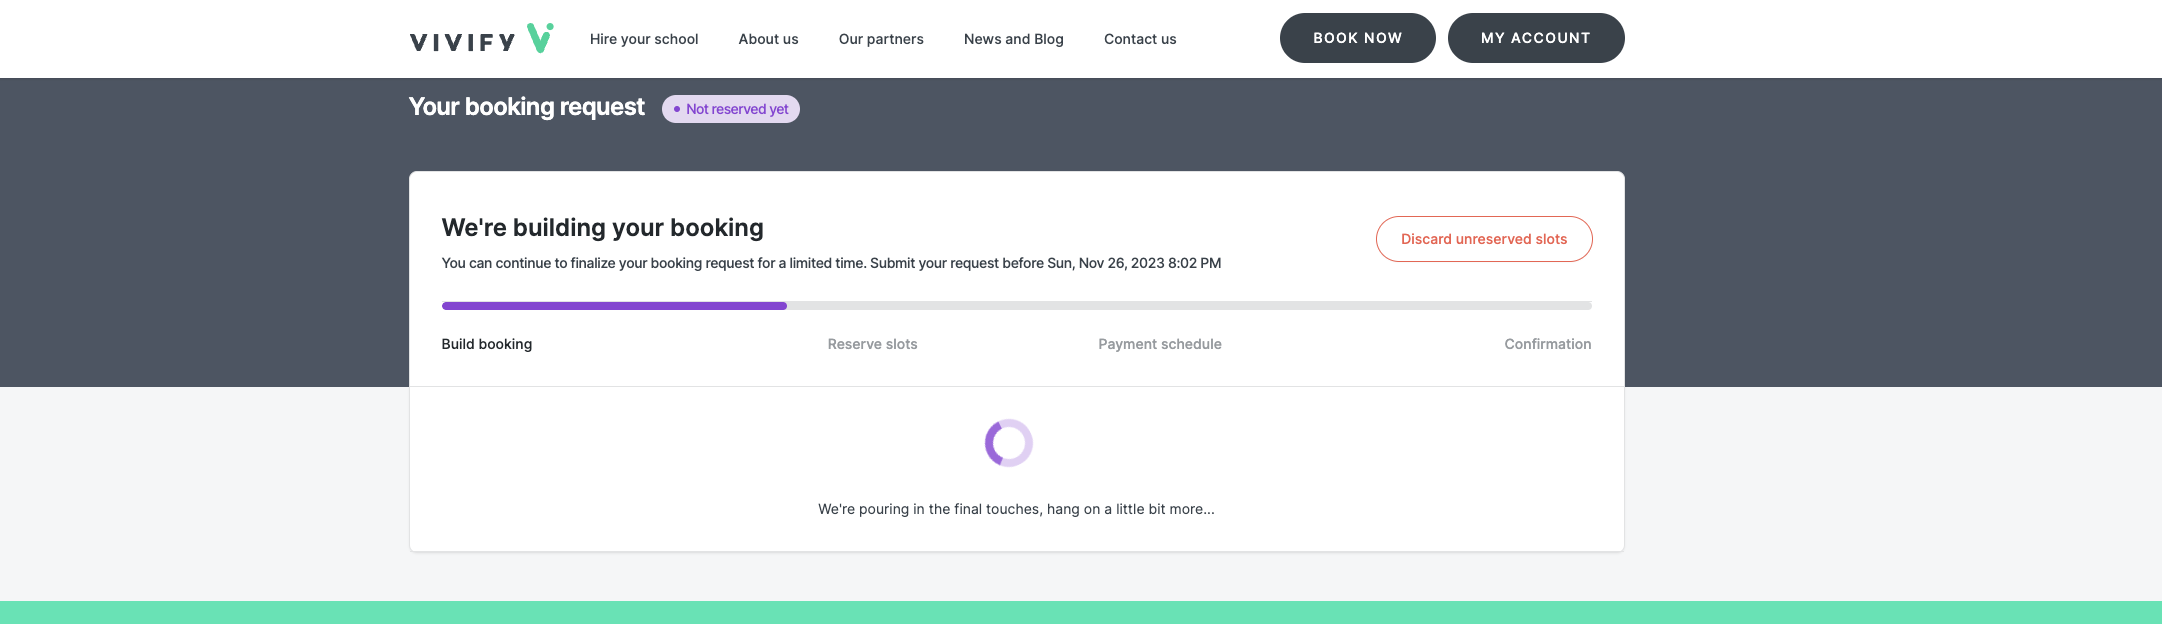 VIVIFY
Hire your school
About us
Our partners
News and Blog
Contact us
BOOK NOW
MY ACCOUNT
Your booking request
Not reserved yet
We're building your booking
Discard unreserved slots
You can continue to finalize your booking request for a limited time. Submit your request before Sun, Nov 26, 2023 8:02 PM
Build booking
Reserve slots
Payment schedule
Confirmation
We're pouring in the final touches, hang on a little bit more...